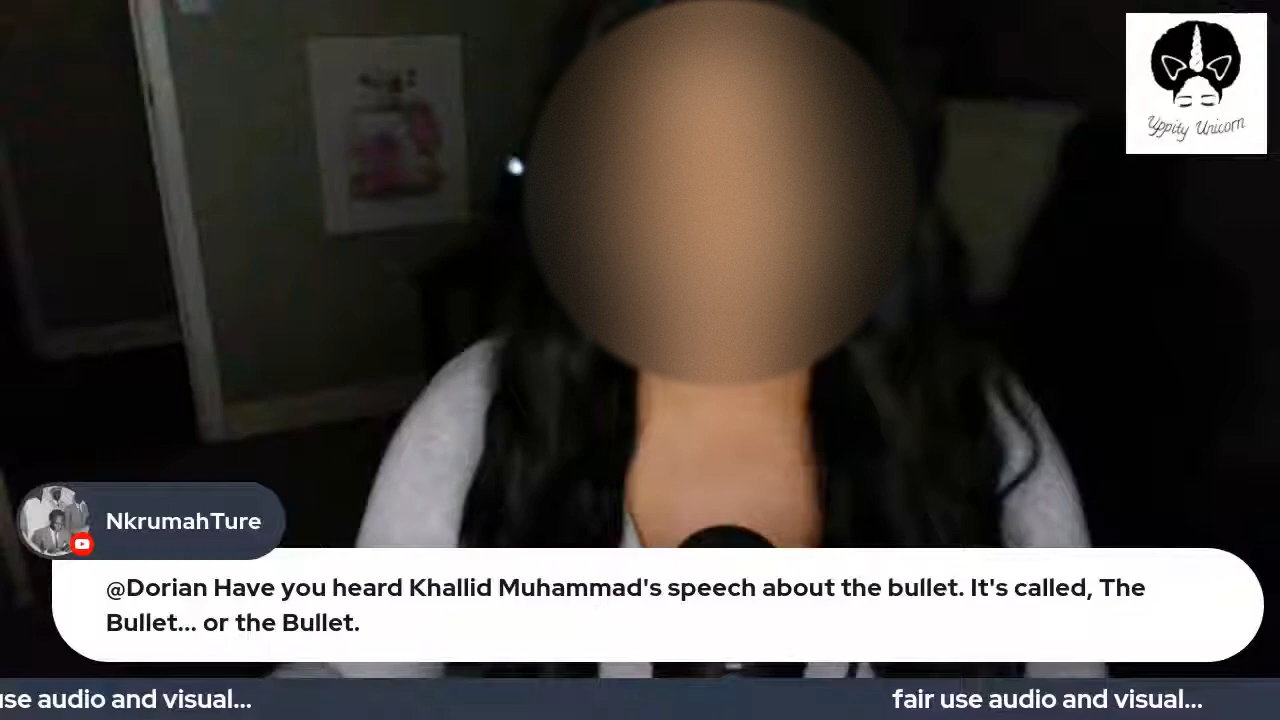 Uppity Unicorn
NkrumahTure
@Dorian Have you heard Khallid Muhammad's speech about the bullet. It's called, The
Bullet... or the Bullet.
use audio and visual...
fair use audio and visual...